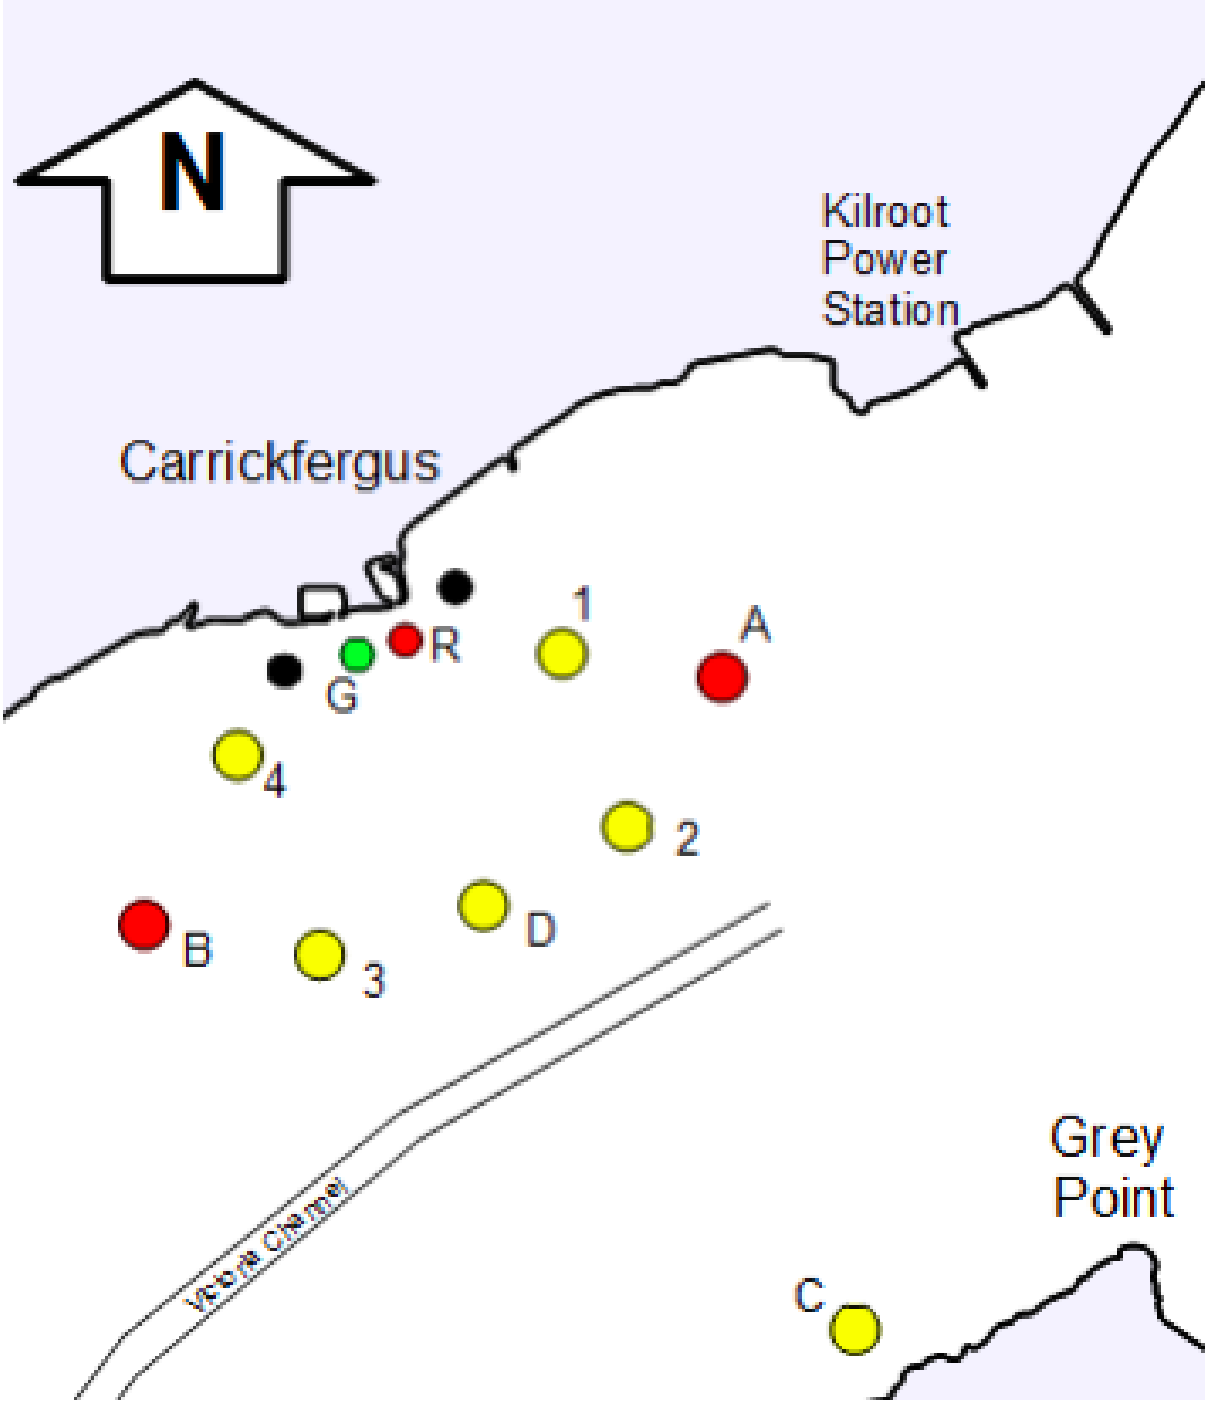 N
Kilroot
Power
Station
Carrickfergus
1
A
R
G
4
2
B
D
3
Victoria Channel
Grey
Point
C